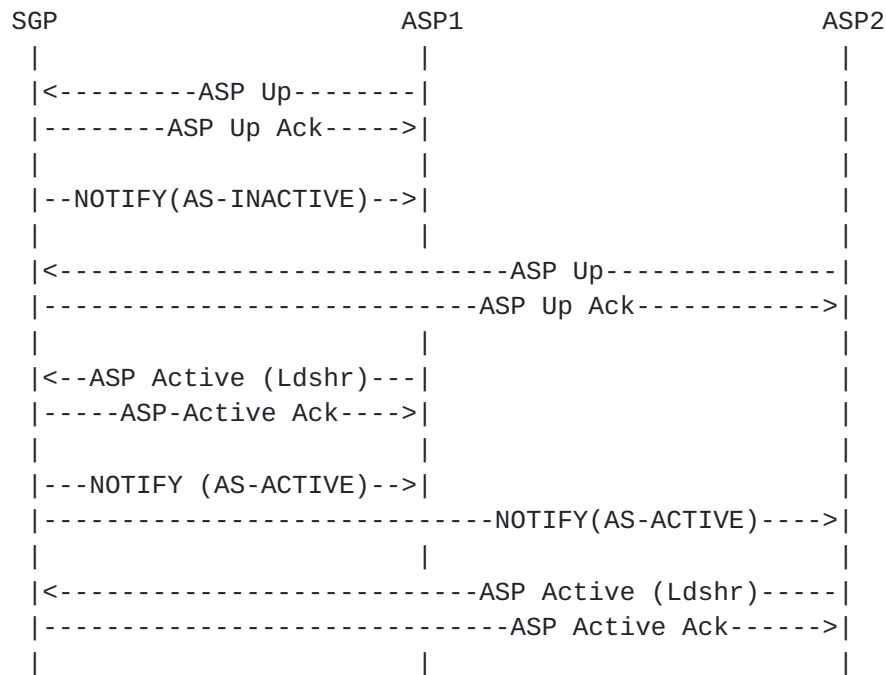 SGP                     ASP1                       ASP2
 |                        |                          |
 |<---------ASP Up--------|                          |
 |--------ASP Up Ack----->|                          |
 |                        |                          |
 |--NOTIFY(AS-INACTIVE)-->|                          |
 |                        |                          |
 |<-----------------------------ASP Up---------------|
 |----------------------------ASP Up Ack------------>|
 |                        |                          |
 |<--ASP Active (Ldshr)---|                          |
 |-----ASP-Active Ack---->|                          |
 |                        |                          |
 |---NOTIFY (AS-ACTIVE)-->|                          |
 |-----------------------------NOTIFY(AS-ACTIVE)---->|
 |                        |                          |
 |<---------------------------ASP Active (Ldshr)-----|
 |------------------------------ASP Active Ack------>|
 |                        |                          |